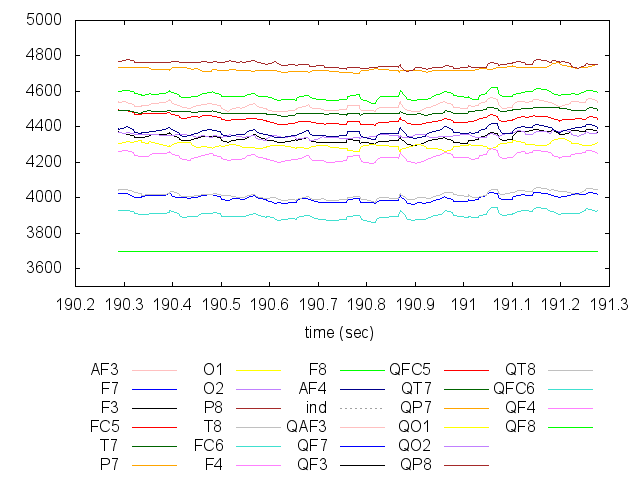 5000
4800
4600
4400
4200
4000
3800
3600
190.2 190.3 190.4 190.5 190.6 190.7 190.8 190.9 191 191.1 191.2 191.3
time (sec)
AF3 O1 F8 QFC5 QT8
F7 O2 AF4 QT7 QFC6
F3 P8 ind QP7 QF4
FC5 T8 QAF3 QO1 QF8
T7 FC6 QF7 QO2
P7 F4 QF3 QP8